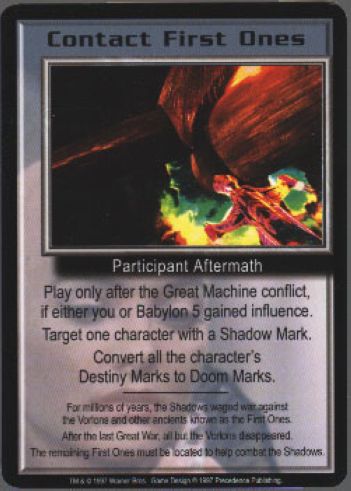 Contact First Ones
Participant Aftermath
Play only after the Great Machine conflict,
if either you or Babylon 5 gained influence.
Target one character with a Shadow Mark.
Convert all the character's
Destiny Marks to Doom Marks.
For millions of years, the Shadows waged war against
the Vorlons and other ancients known as the First Ones.
After the last Great War, all but the Vorlons disappeared.
The remaining First Ones must be located to help combat the Shadows.
TM & © 1997 Warner Bros. Game Design © 1997 Precedence Publishing.